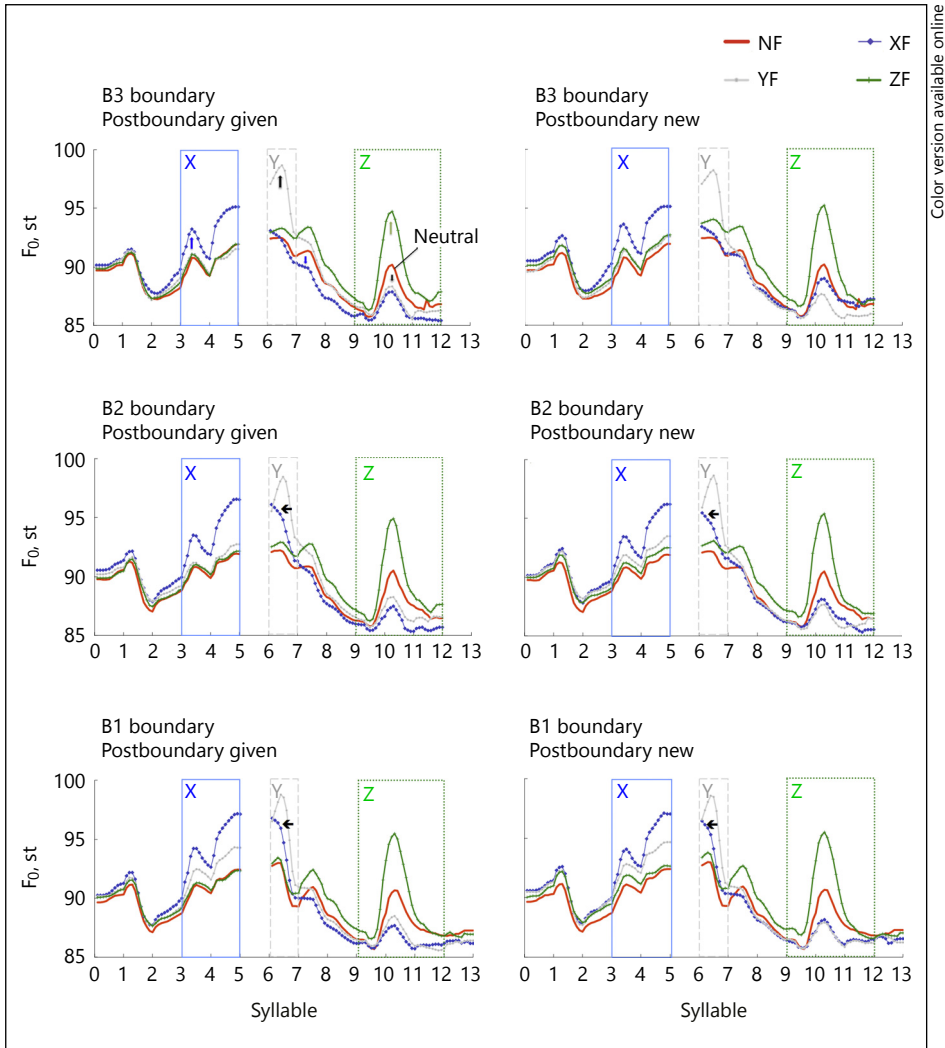 Color version available online
NF XF
YF ZF
B3 boundary
Postboundary given
B3 boundary
Postboundary new
F0, st
100
95
90
85
X
Y
Z
Neutral
0 1 2 3 4 5 6 7 8 9 10 11 12 13
X
Y
Z
0 1 2 3 4 5 6 7 8 9 10 11 12 13
B2 boundary
Postboundary given
B2 boundary
Postboundary new
F0, st
100
95
90
85
X
Y
Z
0 1 2 3 4 5 6 7 8 9 10 11 12 13
X
Y
Z
0 1 2 3 4 5 6 7 8 9 10 11 12 13
B1 boundary
Postboundary given
B1 boundary
Postboundary new
F0, st
100
95
90
85
X
Y
Z
0 1 2 3 4 5 6 7 8 9 10 11 12 13
X
Y
Z
0 1 2 3 4 5 6 7 8 9 10 11 12 13
Syllable
Syllable